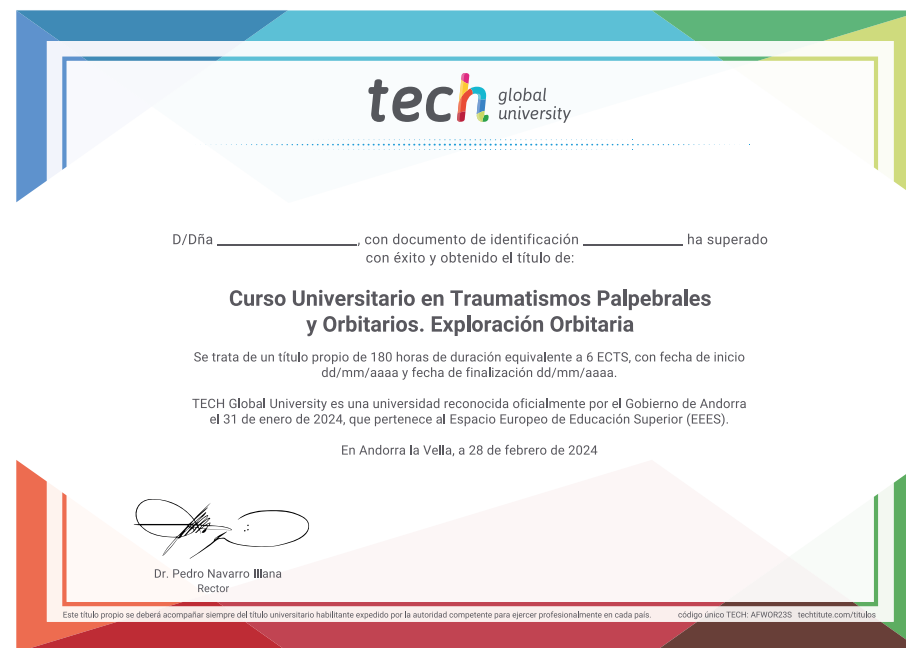 tech global university
D/Dña ____________________, con documento de identificación ______________ ha superado
con éxito y obtenido el título de:
Curso Universitario en Traumatismos Palpebrales
y Orbitarios. Exploración Orbitaria
Se trata de un título propio de 180 horas de duración equivalente a 6 ECTS, con fecha de inicio
dd/mm/aaaa y fecha de finalización dd/mm/aaaa.
TECH Global University es una universidad reconocida oficialmente por el Gobierno de Andorra
el 31 de enero de 2024, que pertenece al Espacio Europeo de Educación Superior (EEES).
En Andorra la Vella, a 28 de febrero de 2024
Dr. Pedro Navarro Illana
Rector
Este título propio se deberá acompañar siempre del título universitario habilitante expedido por la autoridad competente para ejercer profesionalmente en cada país. código único TECH: AFWOR23S techtitute.com/titulos